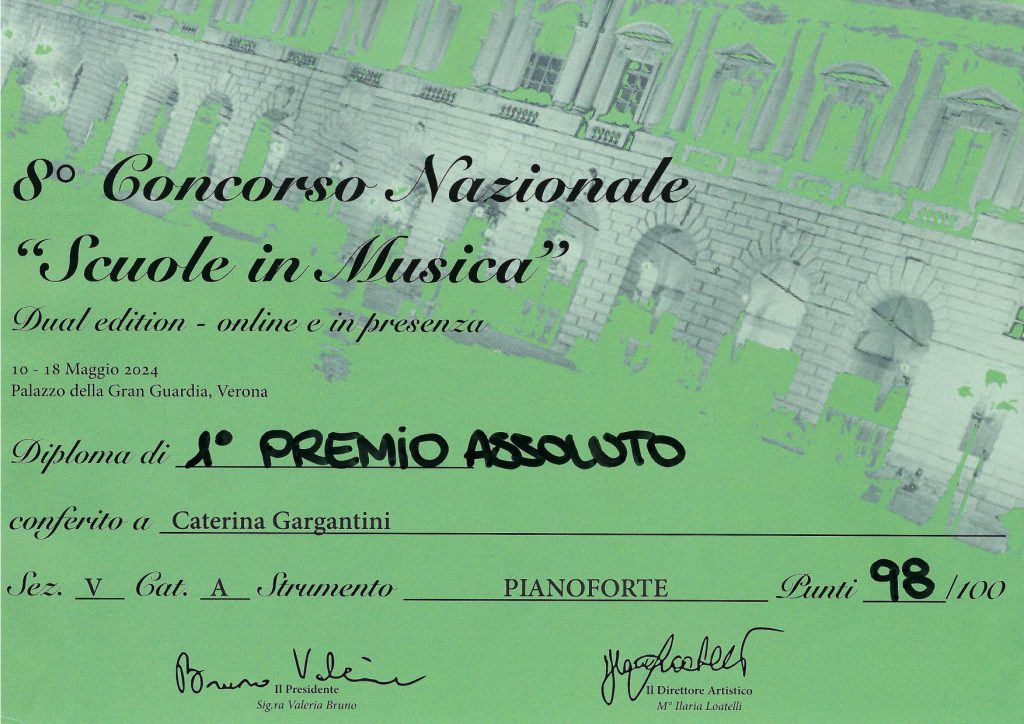 8° Concorso Nazionale
“Scuole in Musica”
Dual edition - online e in presenza
10 - 18 Maggio 2024
Palazzo della Gran Guardia, Verona
Diploma di 1° PREMIO ASSOLUTO
conferito a Caterina Gargantini
Sez. V Cat. A Strumento PIANOFORTE Punti 98 /100
Bruno Valeria
Il Presidente
Sig.ra Valeria Bruno
Il Direttore Artistico
M° Ilaria Loatelli